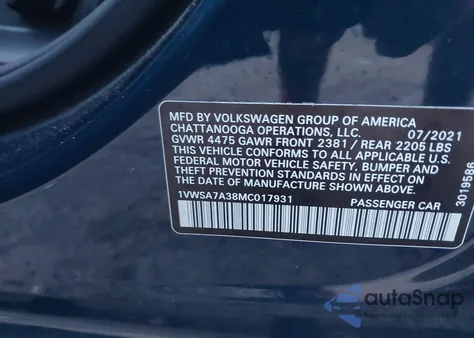 MFD BY VOLKSWAGEN GROUP OF AMERICA
CHATTANOOGA OPERATIONS, LLC. 07/2021
GVWR 4475 GAWR FRONT 2381 / REAR 2205 LBS
THIS VEHICLE CONFORMS TO ALL APPLICABLE U.S.
FEDERAL MOTOR VEHICLE SAFETY, BUMPER AND
THEFT PREVENTION STANDARDS IN EFFECT ON THE
DATE OF MANUFACTURE SHOWN ABOVE
1VWSA7A38MC017931 PASSENGER CAR
3019586
autoSnap